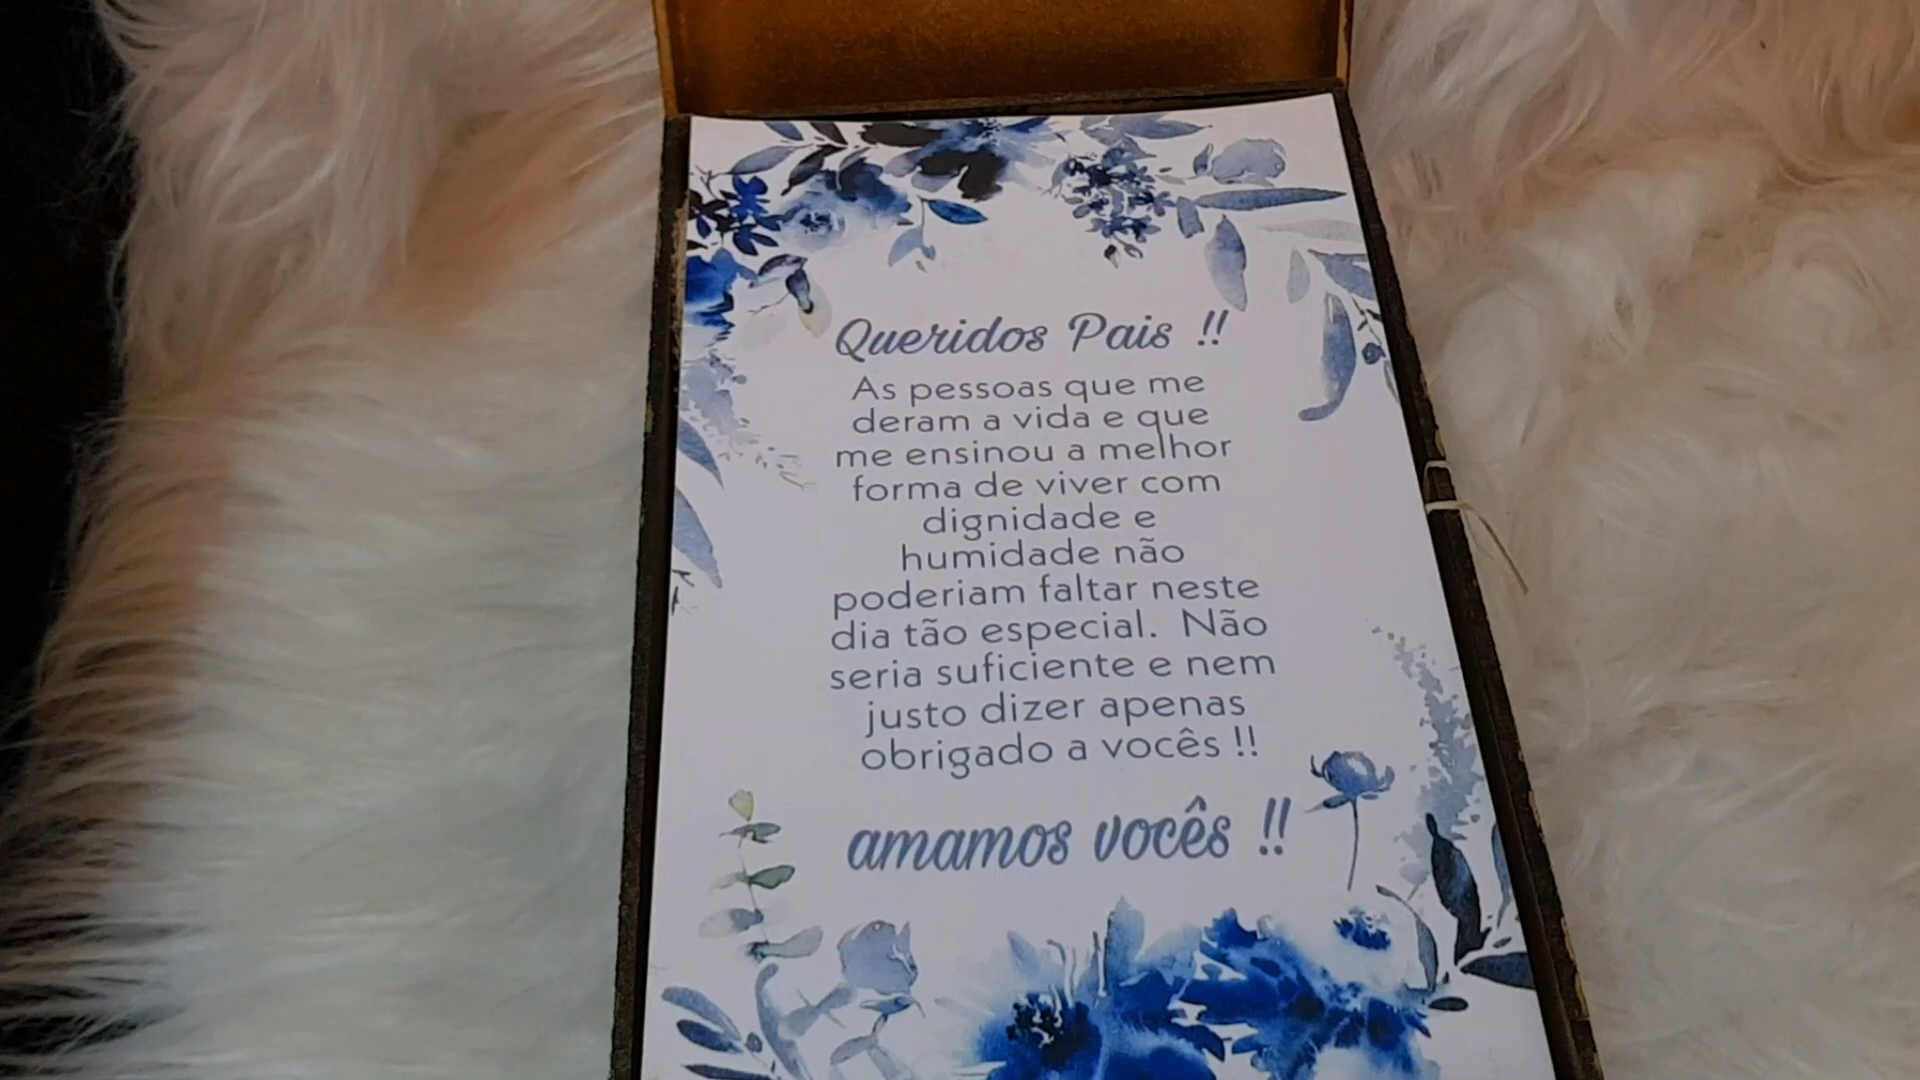 Queridos Pais !!
As pessoas que me
deram a vida e que
me ensinou a melhor
forma de viver com
dignidade e
humidade não
poderiam faltar neste
dia tão especial. Não
seria suficiente e nem
justo dizer apenas
obrigado a vocês !!
amamos vocês !!